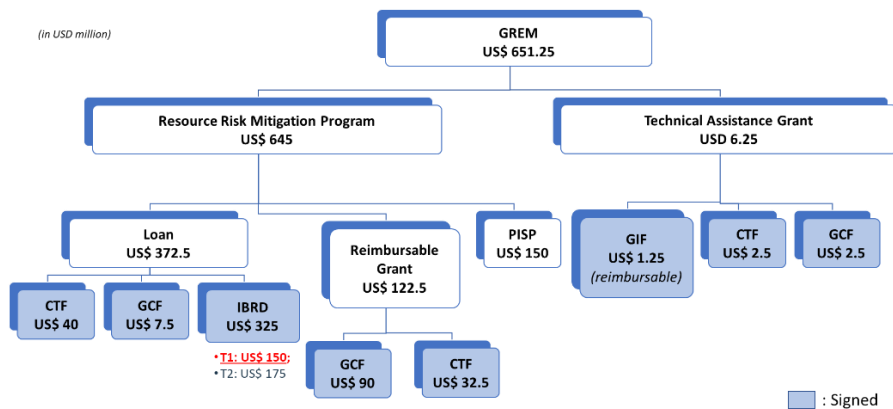 (in USD million)
GREM
US$ 651.25
Resource Risk Mitigation Program
US$ 645
Technical Assistance Grant
USD 6.25
Loan
US$ 372.5
Reimbursable
Grant
US$ 122.5
PISP
US$ 150
GIF
US$ 1.25
(reimbursable)
CTF
US$ 2.5
GCF
US$ 2.5
CTF
US$ 40
GCF
US$ 7.5
IBRD
US$ 325
• T1: US$ 150;
• T2: US$ 175
GCF
US$ 90
CTF
US$ 32.5
: Signed